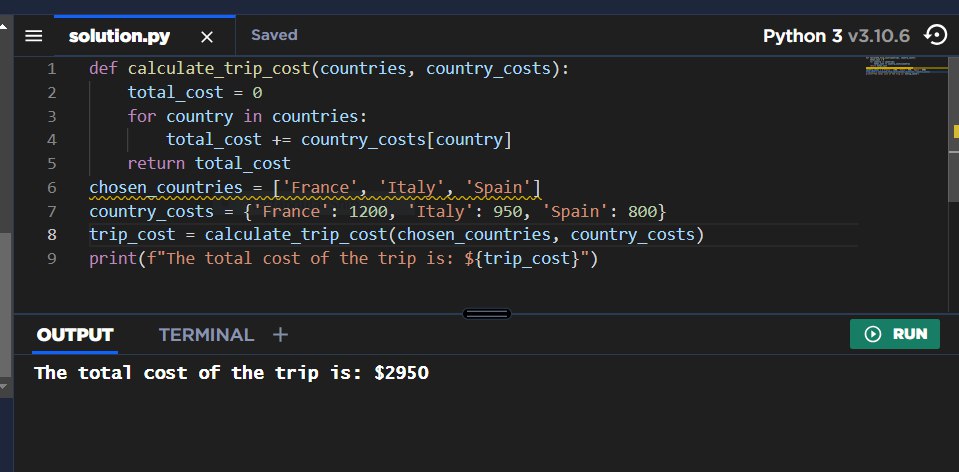 solution.py × Saved Python 3 v3.10.6
1 def calculate_trip_cost(countries, country_costs):
2     total_cost = 0
3     for country in countries:
4         total_cost += country_costs[country]
5     return total_cost
6 chosen_countries = ['France', 'Italy', 'Spain']
7 country_costs = {'France': 1200, 'Italy': 950, 'Spain': 800}
8 trip_cost = calculate_trip_cost(chosen_countries, country_costs)
9 print(f"The total cost of the trip is: ${trip_cost}")
OUTPUT TERMINAL + RUN
The total cost of the trip is: $2950